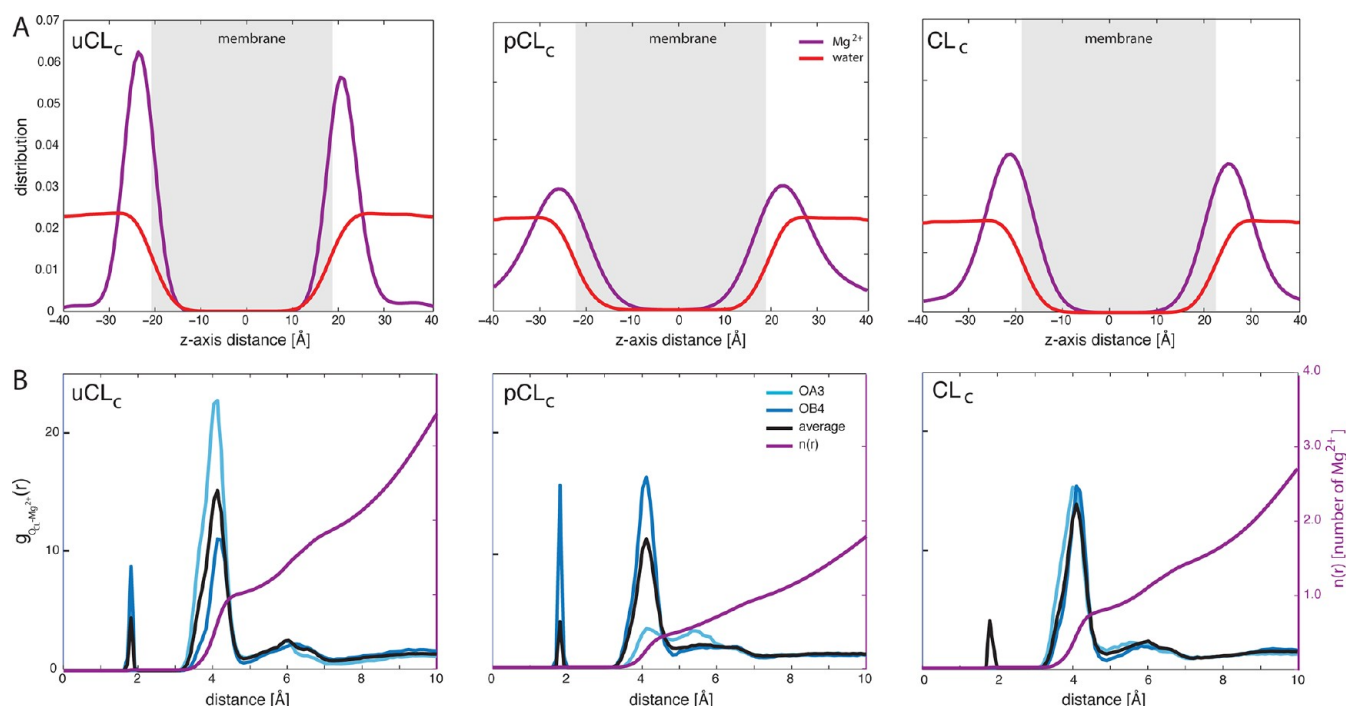 A
uCLC
membrane
pCLC
membrane
Mg2+
water
CLC
membrane
distribution
0.07
0.06
0.05
0.04
0.03
0.02
0.01
0
−40 −30 −20 −10 0 10 20 30 40
−40 −30 −20 −10 0 10 20 30 40
−40 −30 −20 −10 0 10 20 30 40
z-axis distance [Å]
z-axis distance [Å]
z-axis distance [Å]
B
uCLC
pCLC
OA3
OB4
average
n(r)
CLC
gOCL-Mg2+(r)
20
10
0
0 2 4 6 8 10
0 2 4 6 8 10
0 2 4 6 8 10
4.0
3.0
2.0
1.0
0.0
n(r) [number of Mg2+]
distance [Å]
distance [Å]
distance [Å]